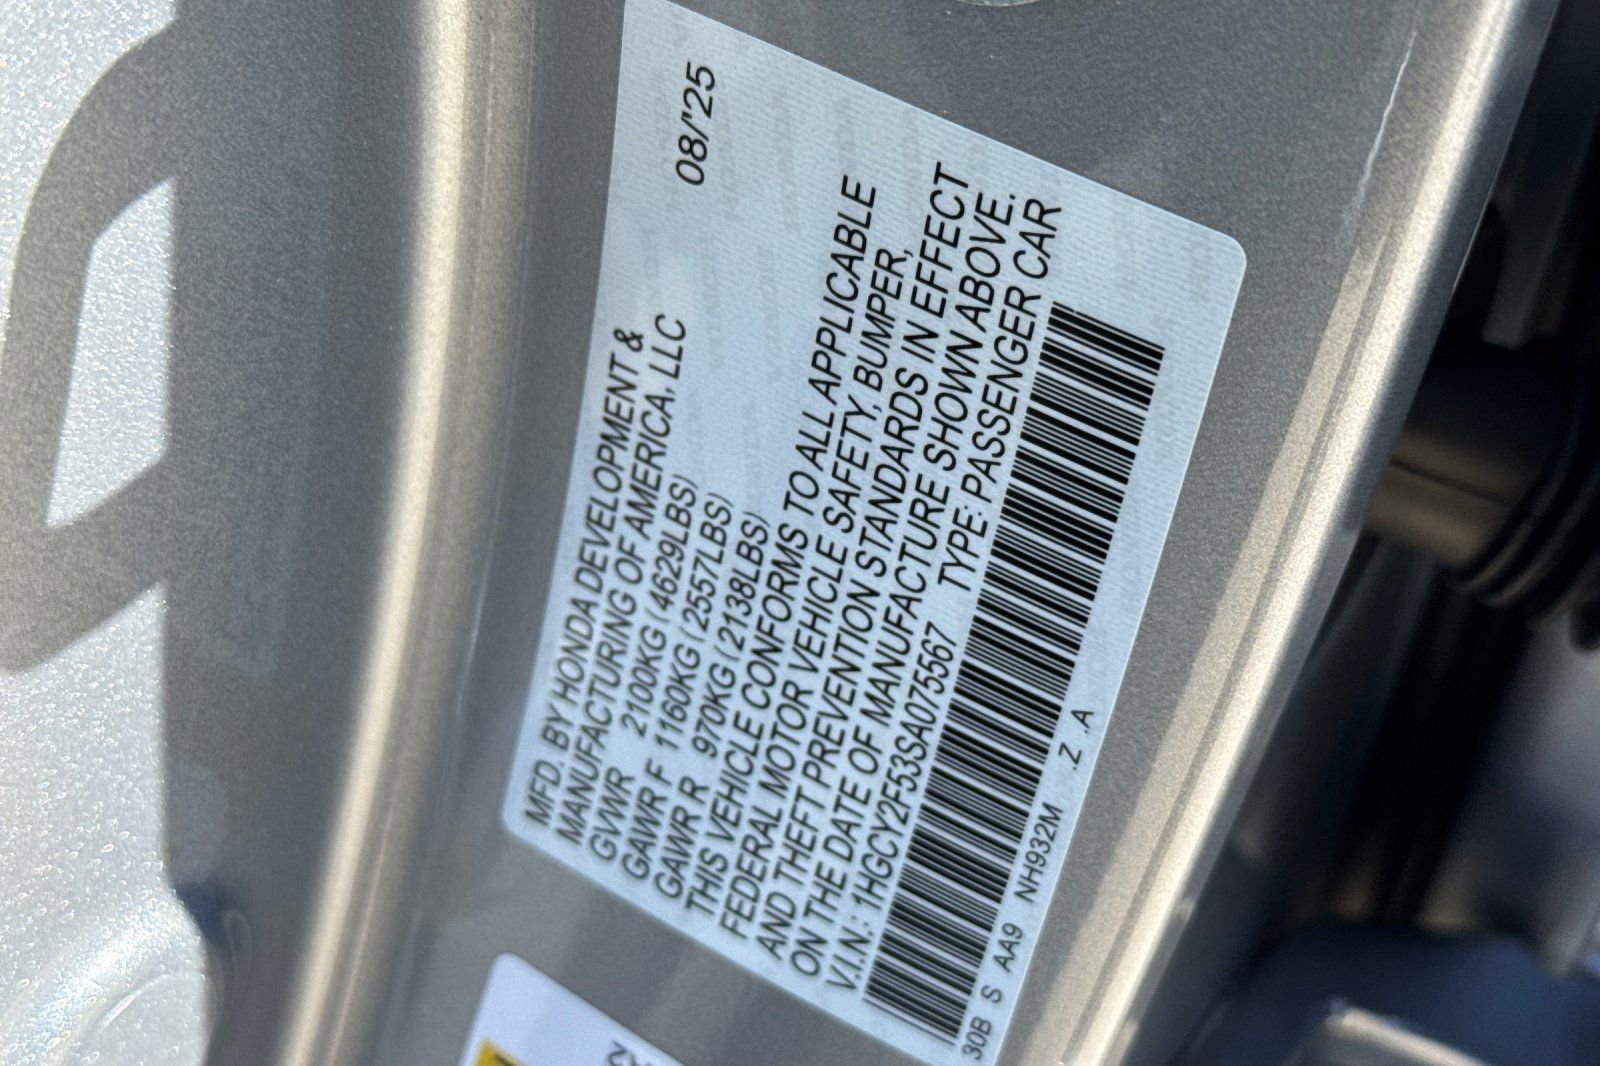 MFD. BY HONDA DEVELOPMENT &
MANUFACTURING OF AMERICA, LLC 08/'25
GVWR 2100KG (4629LBS)
GAWR F 1160KG (2557LBS)
GAWR R 970KG (2138LBS)
THIS VEHICLE CONFORMS TO ALL APPLICABLE
FEDERAL MOTOR VEHICLE SAFETY, BUMPER,
AND THEFT PREVENTION STANDARDS IN EFFECT
ON THE DATE OF MANUFACTURE SHOWN ABOVE.
V.I.N.: 1HGCY2F53SA075567 TYPE: PASSENGER CAR
30B S AA9 NH932M .Z .A